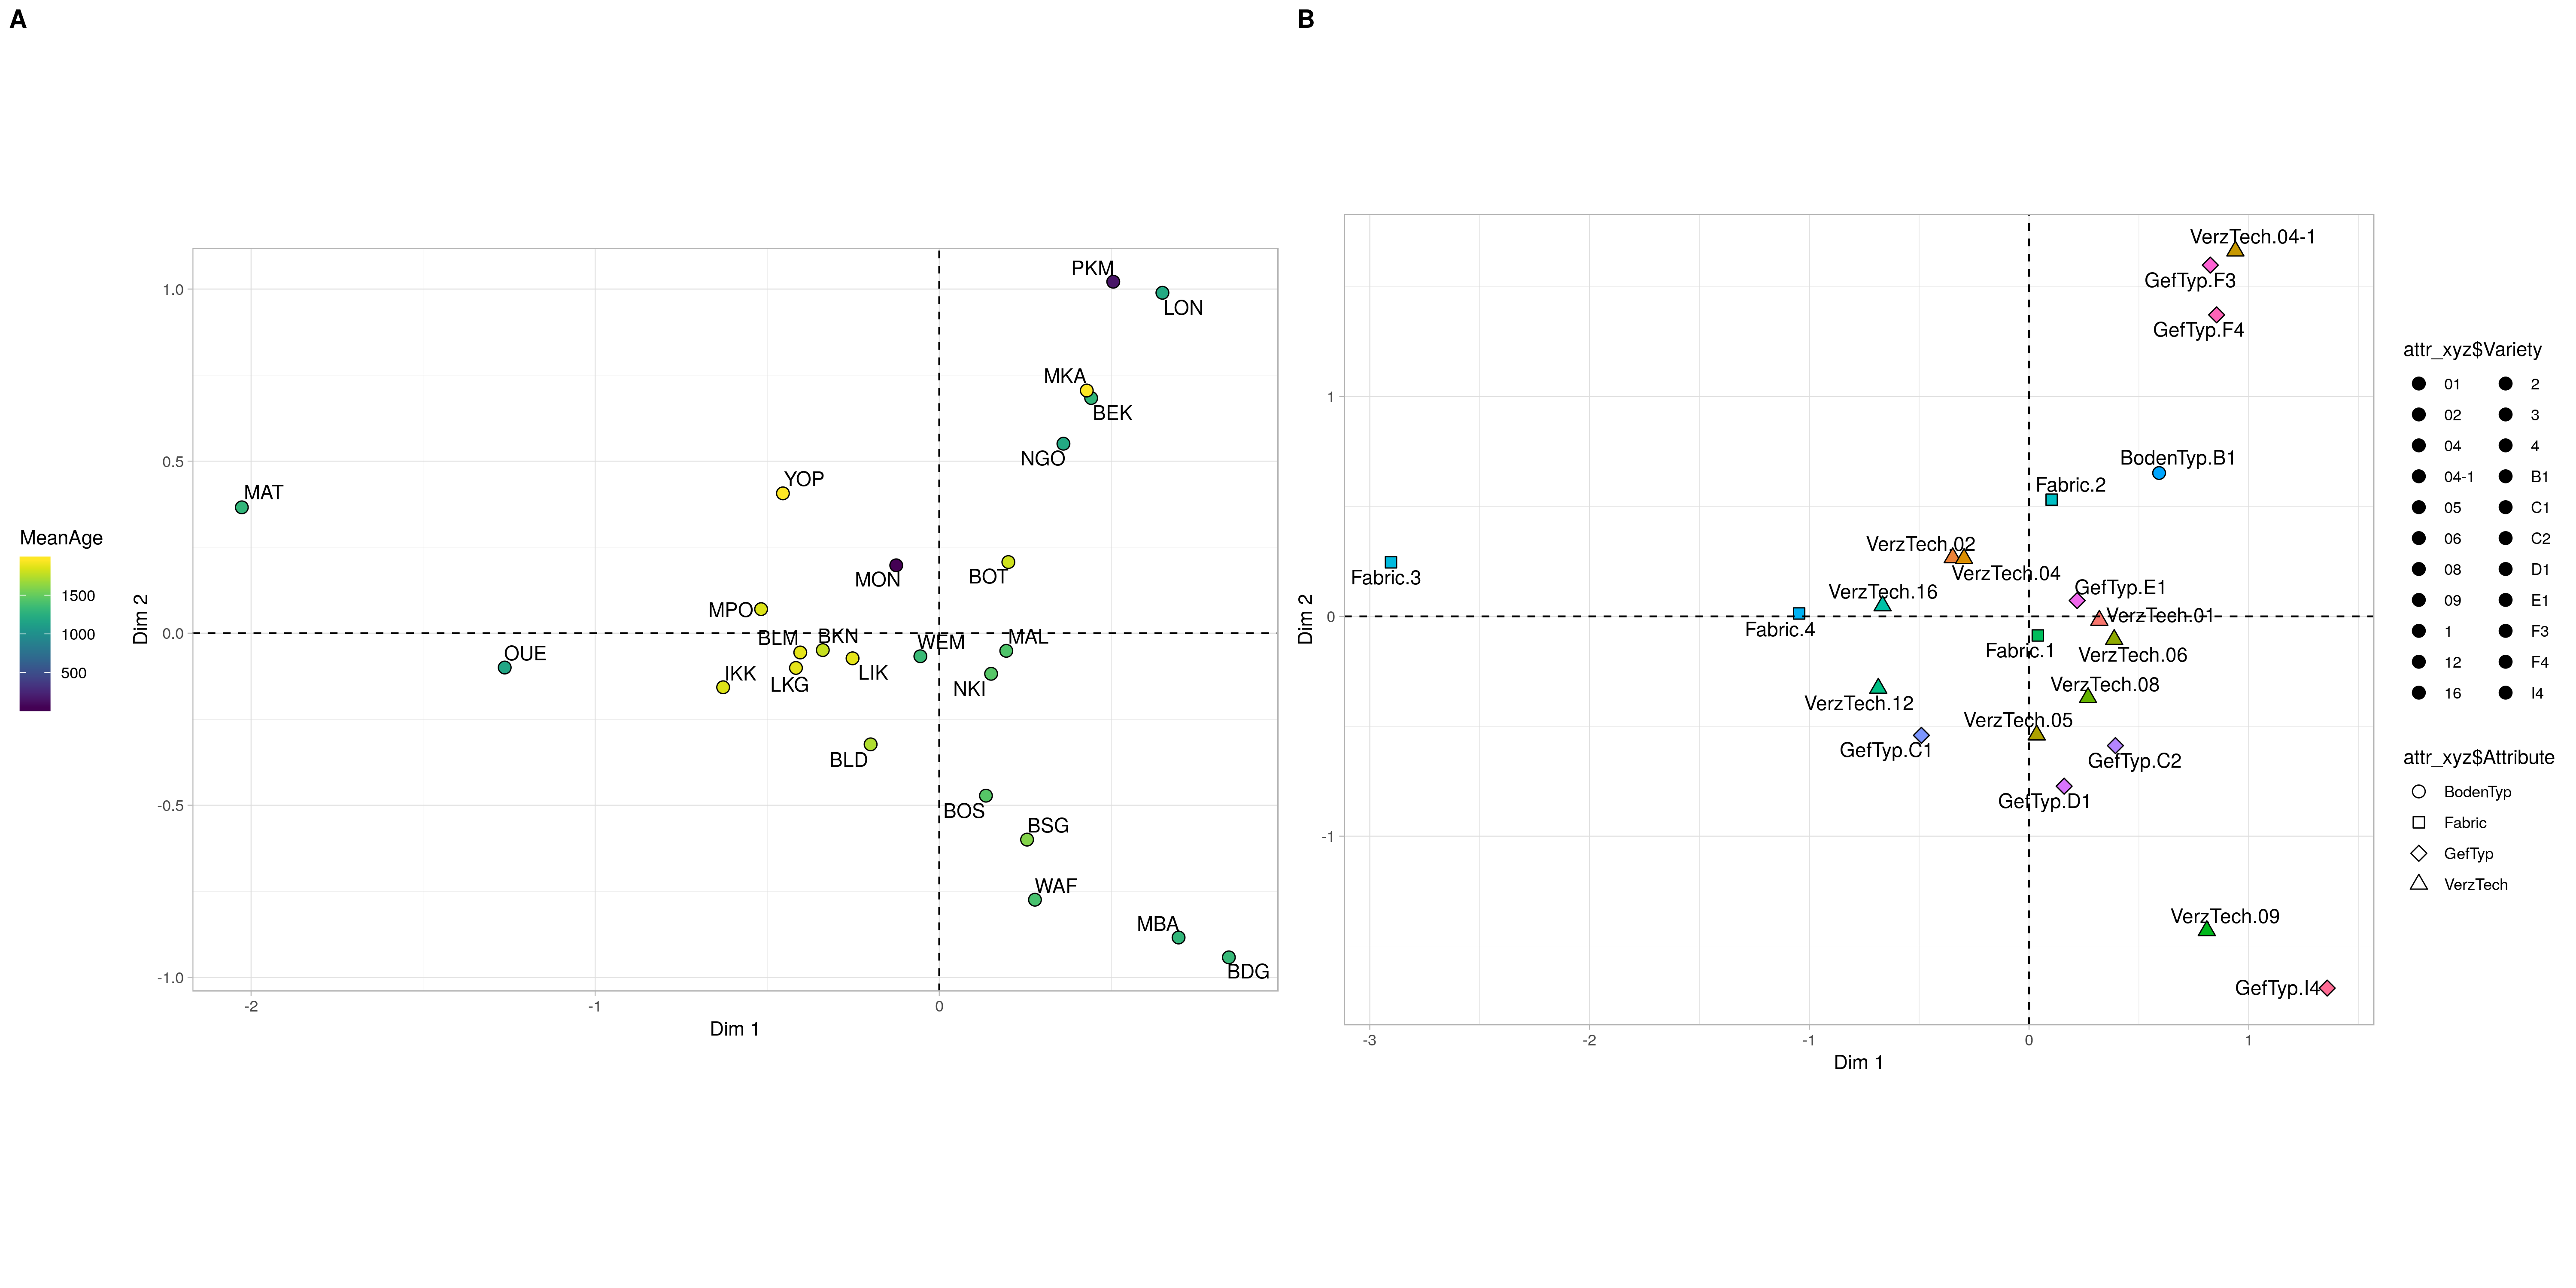 A
MeanAge
1500
1000
500
Dim 2
1.0
0.5
0.0
-0.5
-1.0
PKM
LON
MKA
BEK
NGO
YOP
MAT
MON
BOT
MPO
BLM
BKN
WEM
MAL
OUE
IKK
LKG
LIK
NKI
BLD
BOS
BSG
WAF
MBA
BDG
-2
-1
0
Dim 1
B
Dim 2
1
0
-1
VerzTech.04-1
GefTyp.F3
GefTyp.F4
BodenTyp.B1
Fabric.2
VerzTech.02
VerzTech.04
Fabric.3
VerzTech.16
GefTyp.E1
VerzTech.01
Fabric.4
Fabric.1
VerzTech.06
VerzTech.08
VerzTech.12
VerzTech.05
GefTyp.C1
GefTyp.C2
GefTyp.D1
VerzTech.09
GefTyp.I4
-3
-2
-1
0
1
Dim 1
attr_xyz$Variety
01 2
02 3
04 4
04-1 B1
05 C1
06 C2
08 D1
09 E1
1 F3
12 F4
16 I4
attr_xyz$Attribute
BodenTyp
Fabric
GefTyp
VerzTech